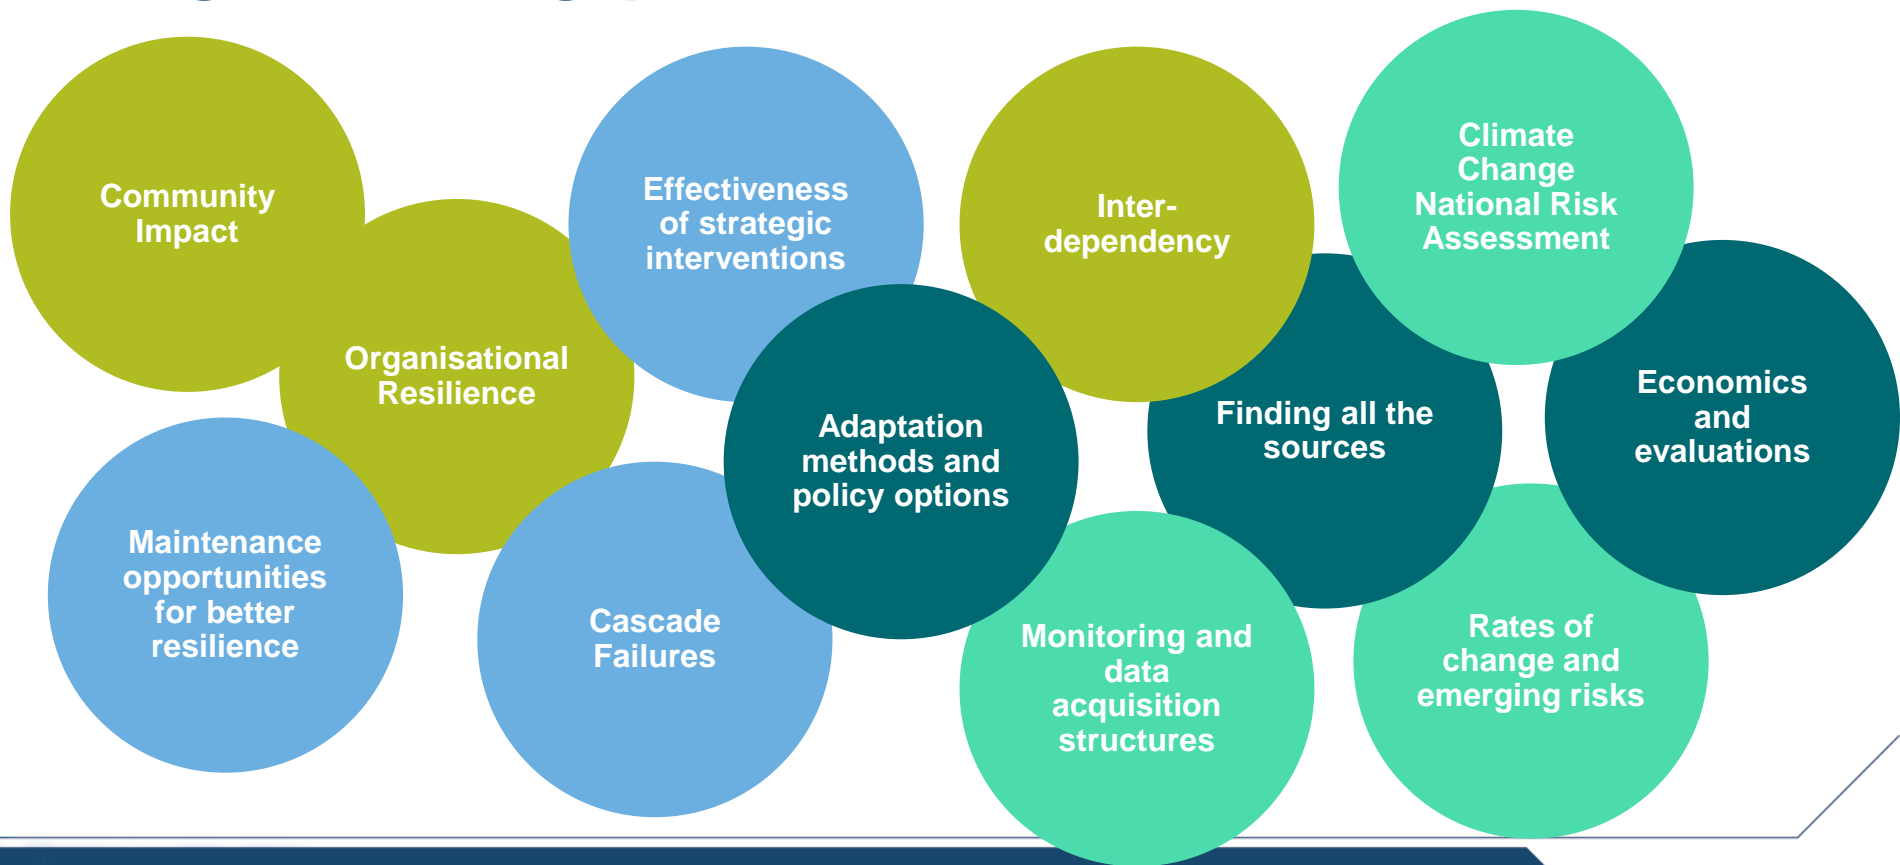 Community
Impact
Organisational
Resilience
Effectiveness
of strategic
interventions
Inter-
dependency
Climate
Change
National Risk
Assessment
Maintenance
opportunities
for better
resilience
Cascade
Failures
Adaptation
methods and
policy options
Finding all the
sources
Economics
and
evaluations
Monitoring and
data
acquisition
structures
Rates of
change and
emerging risks